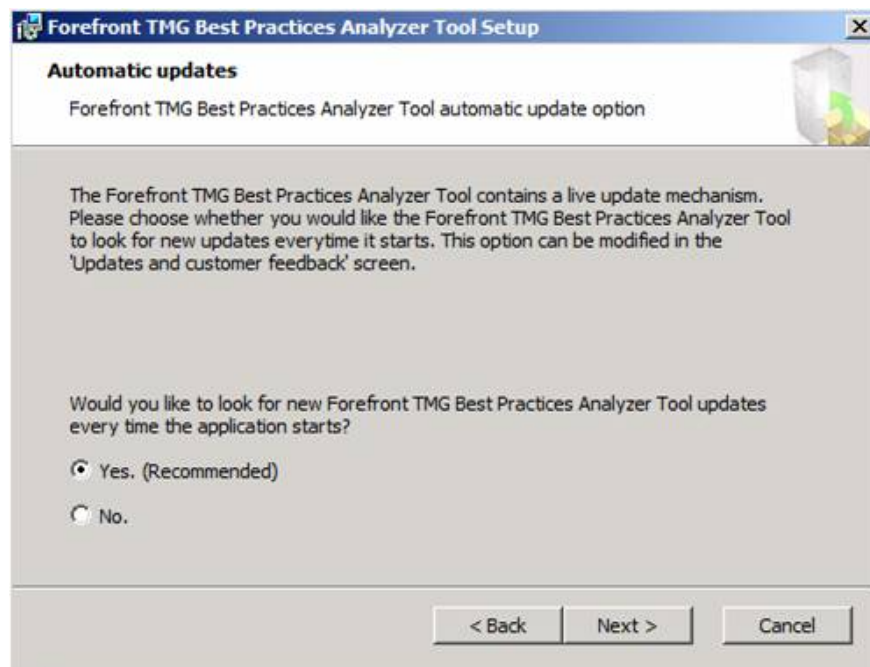 Forefront TMG Best Practices Analyzer Tool Setup
Automatic updates
Forefront TMG Best Practices Analyzer Tool automatic update option
The Forefront TMG Best Practices Analyzer Tool contains a live update mechanism.
Please choose whether you would like the Forefront TMG Best Practices Analyzer Tool
to look for new updates everytime it starts. This option can be modified in the
'Updates and customer feedback' screen.
Would you like to look for new Forefront TMG Best Practices Analyzer Tool updates
every time the application starts?
Yes. (Recommended)
No.
< Back Next > Cancel